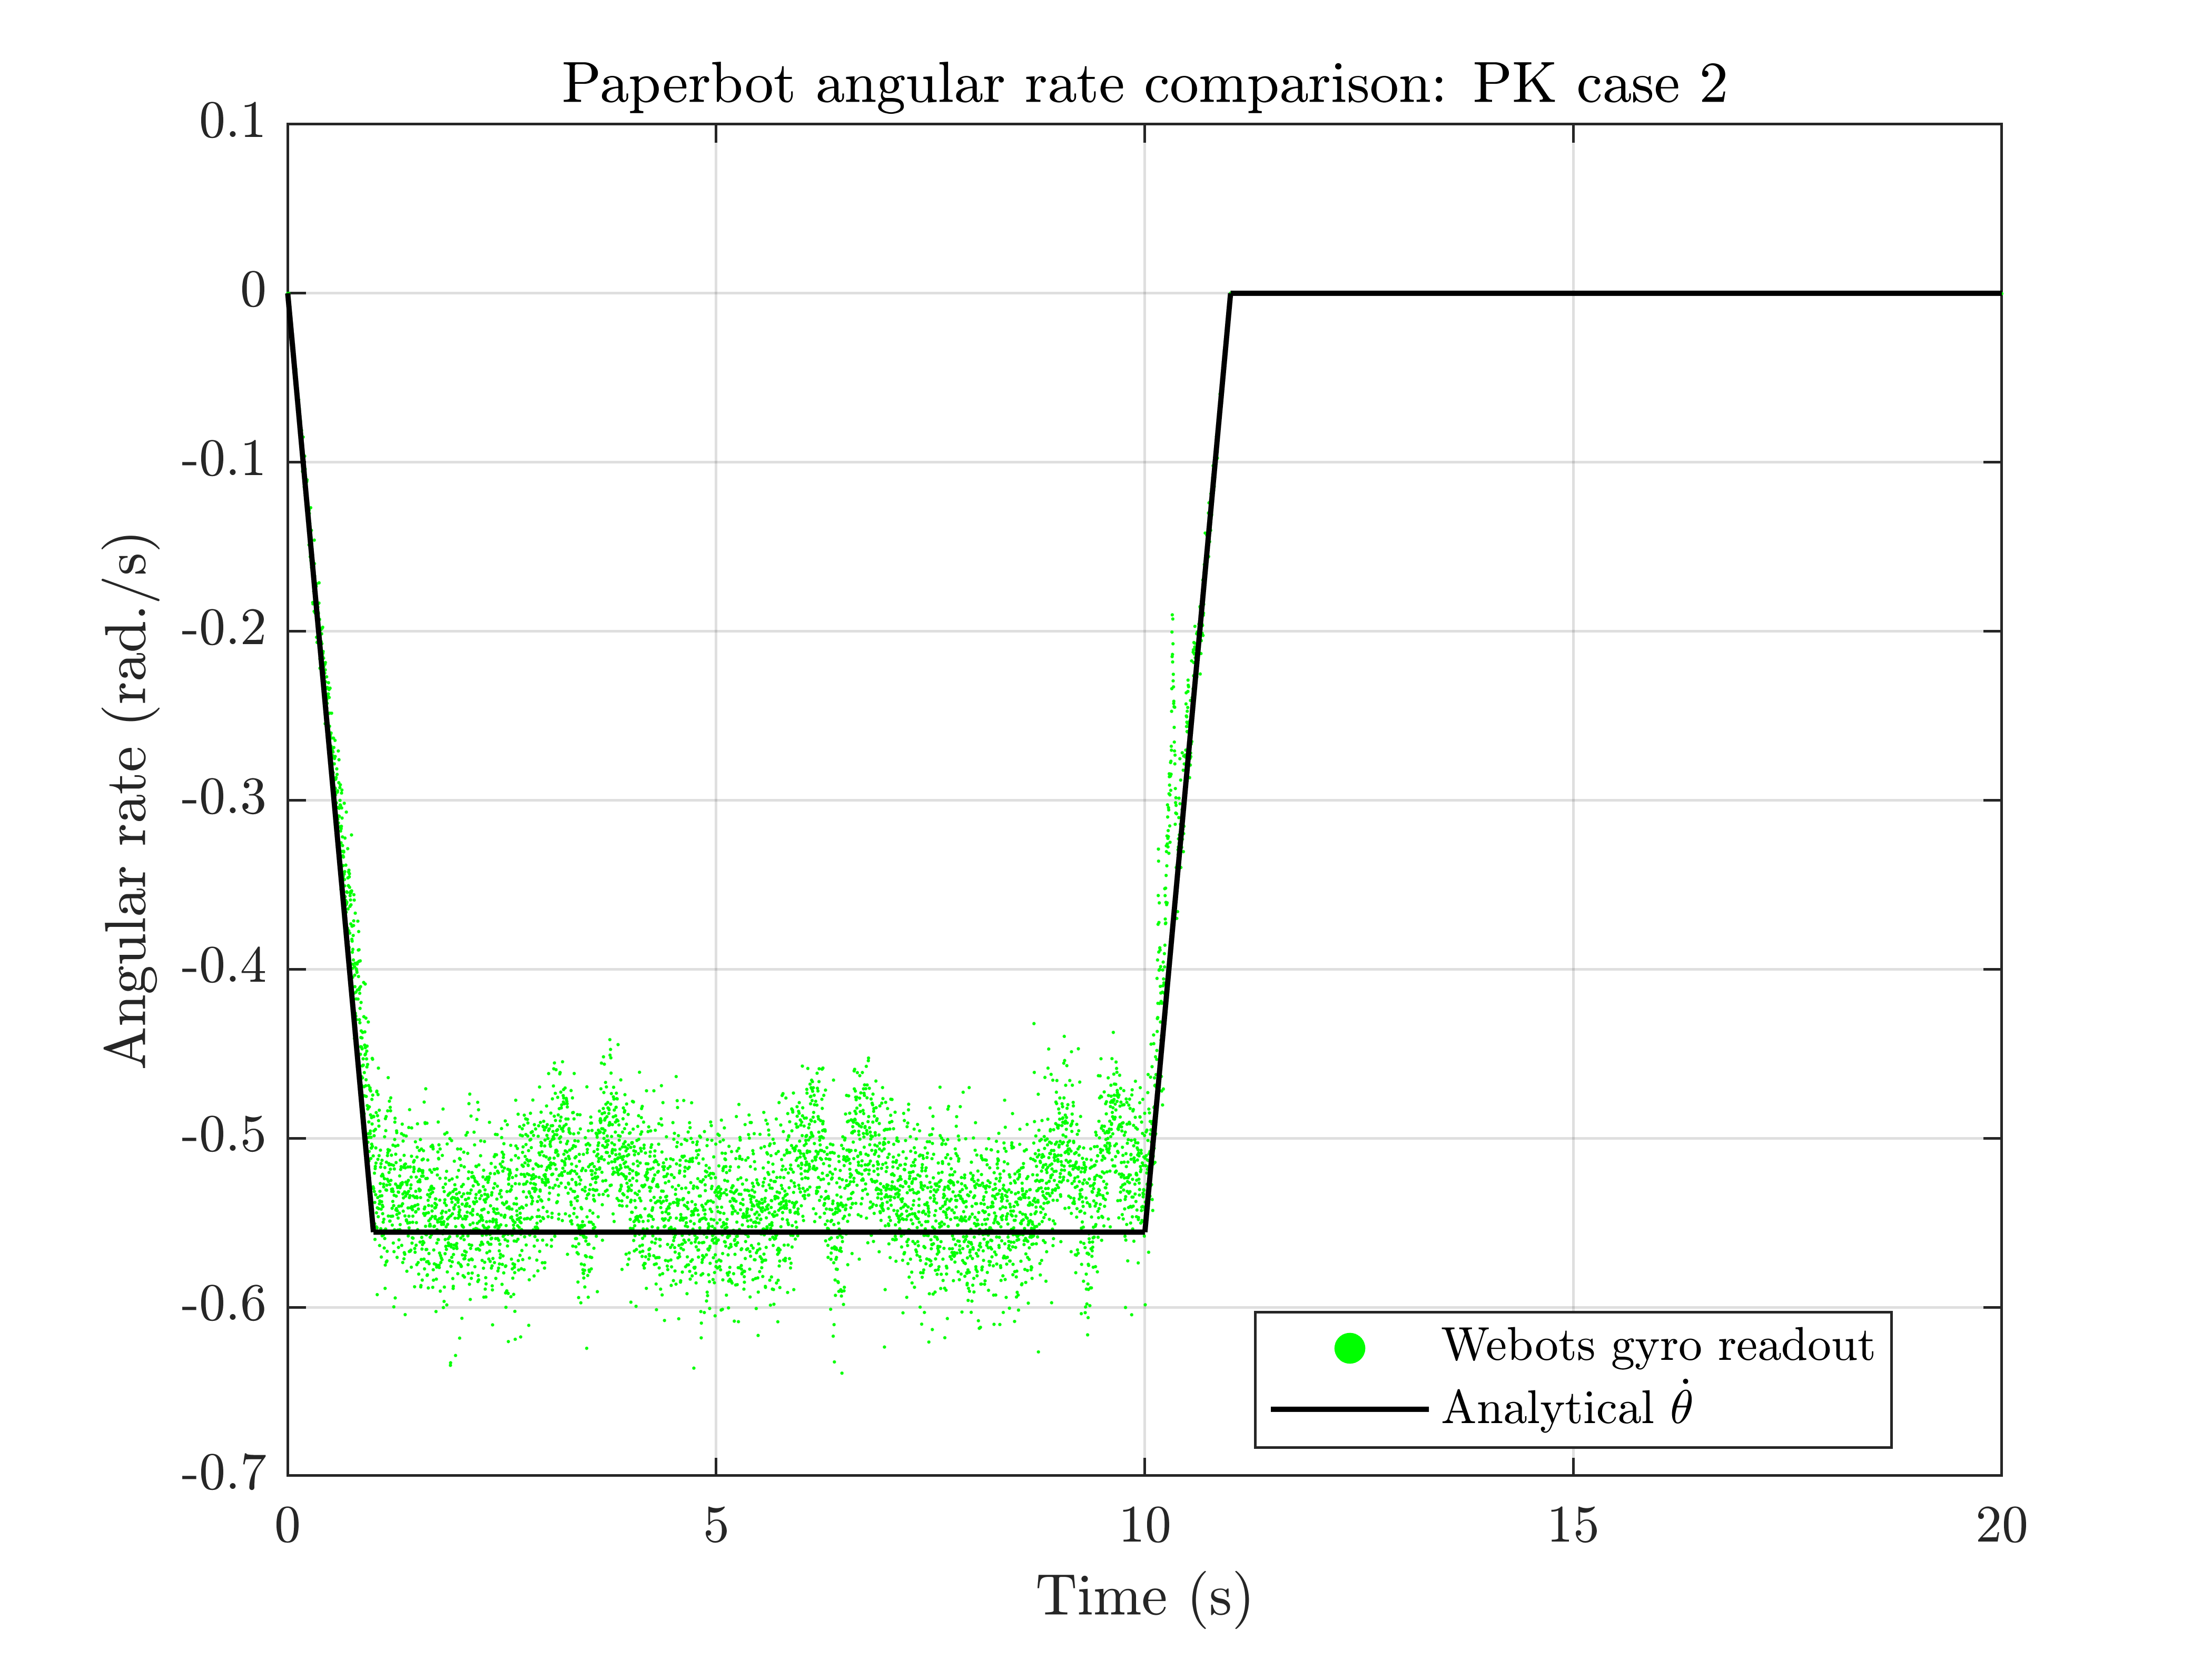 Paperbot angular rate comparison: PK case 2
0.1
0
-0.1
-0.2
-0.3
-0.4
-0.5
-0.6
-0.7
Angular rate (rad./s)
0 5 10 15 20
Time (s)
Webots gyro readout
Analytical θ̇